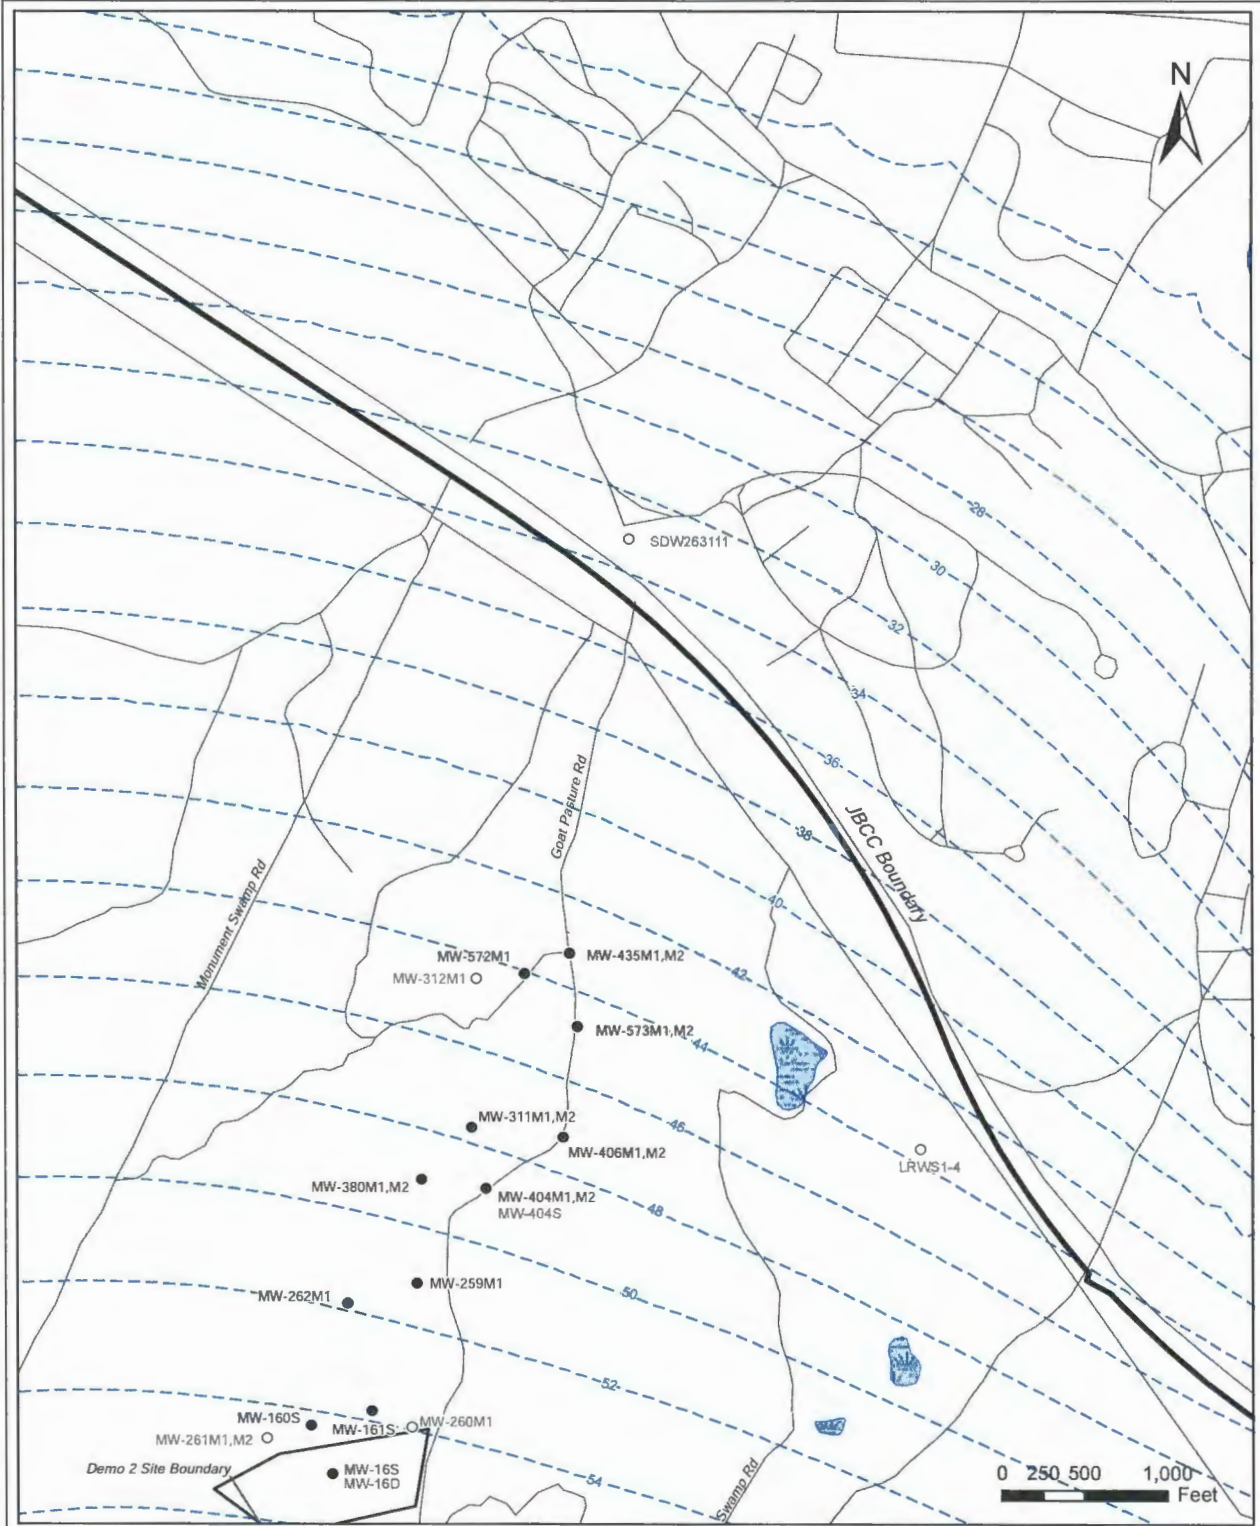 N
SDW263111
28
30
32
34
36
38
40
42
44
46
48
50
52
54
JBCC Boundary
Goat Pasture Rd
Monument Swamp Rd
MW-572M1
MW-435M1,M2
MW-312M1
MW-573M1,M2
MW-311M1,M2
MW-406M1,M2
LRWS1-4
MW-380M1,M2
MW-404M1,M2
MW-404S
MW-259M1
MW-262M1
MW-160S
MW-161S
MW-260M1
MW-261M1,M2
Demo 2 Site Boundary
MW-16S
MW-16D
Swamp Rd
0 250 500 1,000
Feet